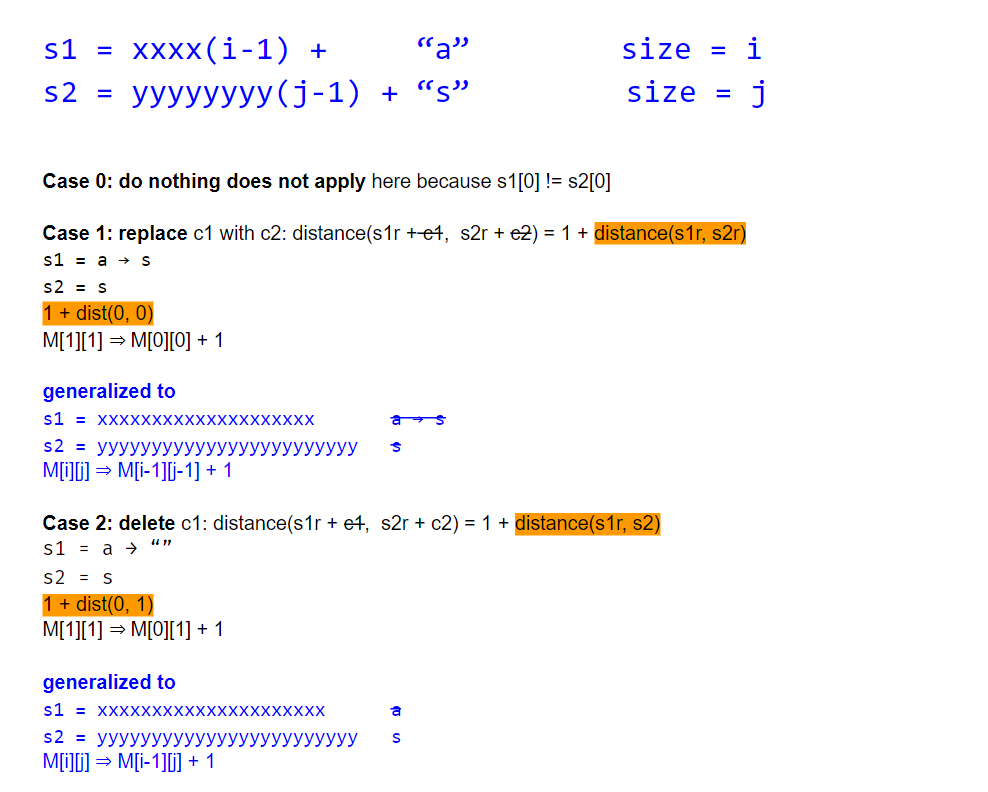 s1 = xxxx(i-1) + “a” size = i
s2 = yyyyyyyy(j-1) + “s” size = j
Case 0: do nothing does not apply here because s1[0] != s2[0]
Case 1: replace c1 with c2: distance(s1r + c1, s2r + c2) = 1 + distance(s1r, s2r)
s1 = a → s
s2 = s
1 + dist(0, 0)
M[1][1] ⇒ M[0][0] + 1
generalized to
s1 = xxxxxxxxxxxxxxxxxxxx a → s
s2 = yyyyyyyyyyyyyyyyyyyyyyyy s
M[i][j] ⇒ M[i-1][j-1] + 1
Case 2: delete c1: distance(s1r + c1, s2r + c2) = 1 + distance(s1r, s2)
s1 = a → “”
s2 = s
1 + dist(0, 1)
M[1][1] ⇒ M[0][1] + 1
generalized to
s1 = xxxxxxxxxxxxxxxxxxxxx a
s2 = yyyyyyyyyyyyyyyyyyyyyyyy s
M[i][j] ⇒ M[i-1][j] + 1